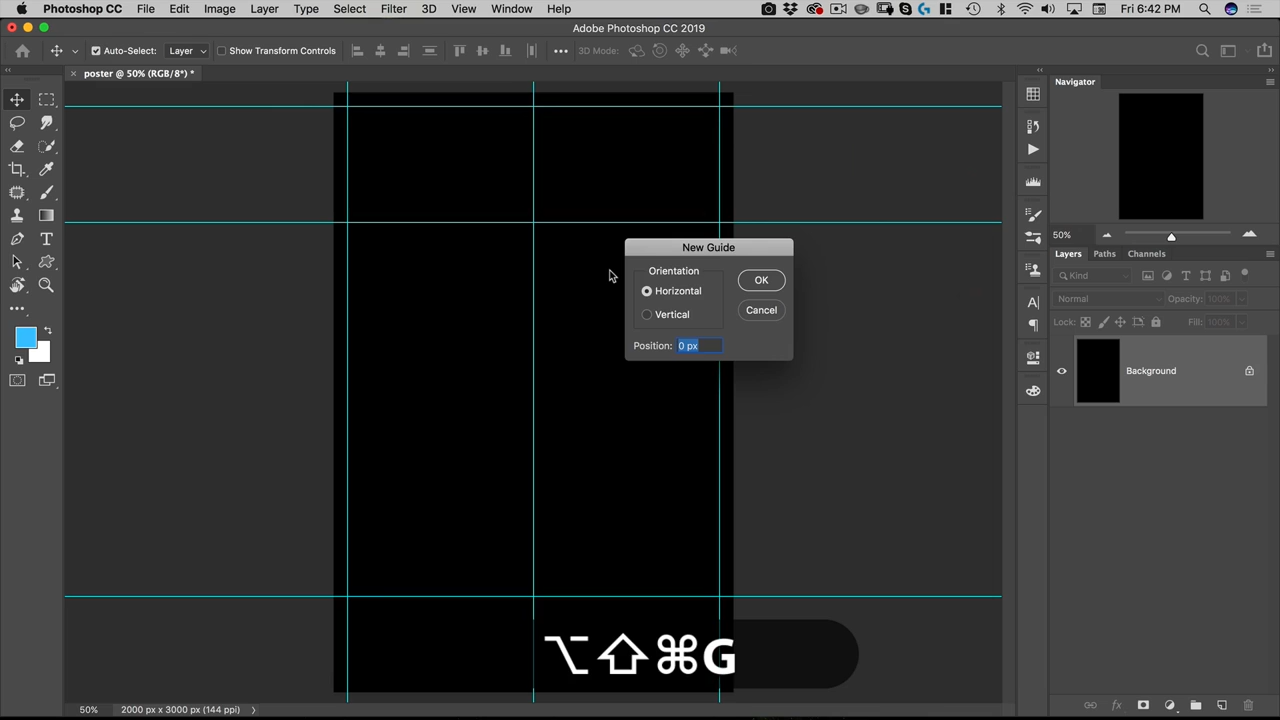 Photoshop CC File Edit Image Layer Type Select Filter 3D View Window Help Fri 6:42 PM
Adobe Photoshop CC 2019
Auto-Select: Layer Show Transform Controls 3D Mode:
poster @ 50% (RGB/8*) *
Navigator
50%
Layers Paths Channels
Kind
Normal Opacity: 100%
Lock: Fill: 100%
Background
New Guide
Orientation
Horizontal
Vertical
OK
Cancel
Position: 0 px
⌥⇧⌘G
50% 2000 px x 3000 px (144 ppi)